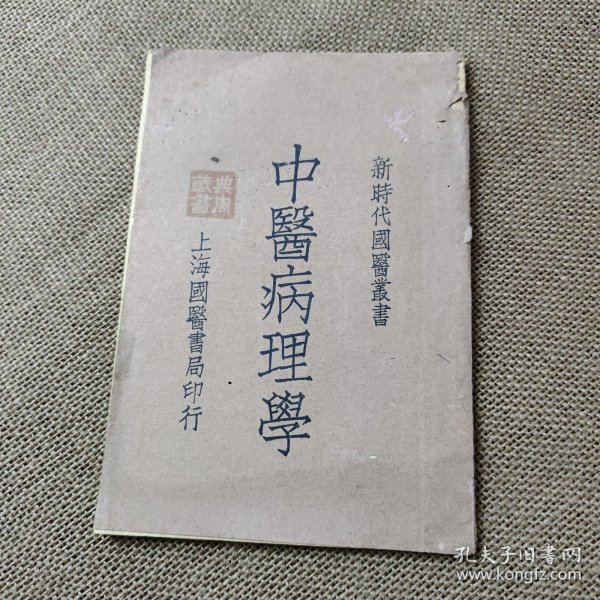 新時代國醫叢書
中醫病理學
上海國醫書局印行
典周
藏書
孔夫子旧书网
www.kongfz.com